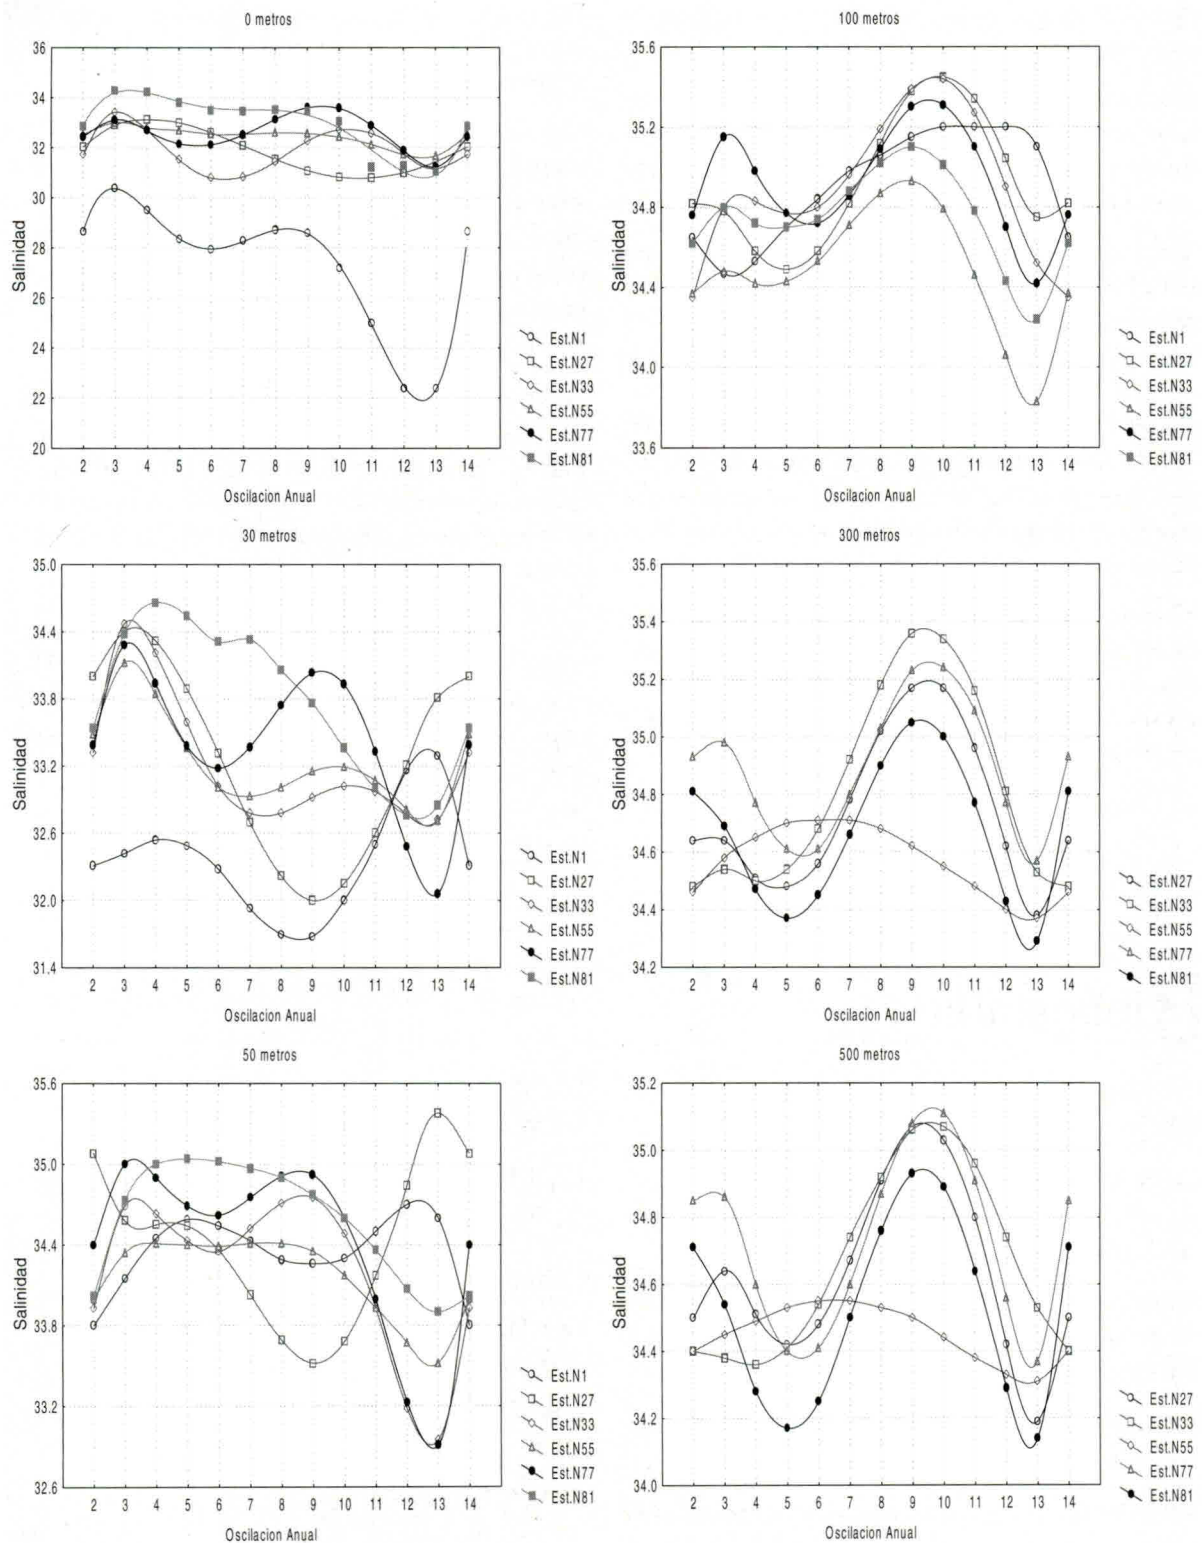 0 metros
Salinidad
36
34
32
30
28
26
24
22
20
2 3 4 5 6 7 8 9 10 11 12 13 14
Oscilacion Anual
Est.N1
Est.N27
Est.N33
Est.N55
Est.N77
Est.N81
100 metros
Salinidad
35.6
35.2
34.8
34.4
34.0
33.6
2 3 4 5 6 7 8 9 10 11 12 13 14
Oscilacion Anual
Est.N1
Est.N27
Est.N33
Est.N55
Est.N77
Est.N81
30 metros
Salinidad
35.0
34.4
33.8
33.2
32.6
32.0
31.4
2 3 4 5 6 7 8 9 10 11 12 13 14
Oscilacion Anual
Est.N1
Est.N27
Est.N33
Est.N55
Est.N77
Est.N81
300 metros
Salinidad
35.6
35.4
35.2
35.0
34.8
34.6
34.4
34.2
2 3 4 5 6 7 8 9 10 11 12 13 14
Oscilacion Anual
Est.N27
Est.N33
Est.N55
Est.N77
Est.N81
50 metros
Salinidad
35.6
35.0
34.4
33.8
33.2
32.6
2 3 4 5 6 7 8 9 10 11 12 13 14
Oscilacion Anual
Est.N1
Est.N27
Est.N33
Est.N55
Est.N77
Est.N81
500 metros
Salinidad
35.2
35.0
34.8
34.6
34.4
34.2
34.0
2 3 4 5 6 7 8 9 10 11 12 13 14
Oscilacion Anual
Est.N27
Est.N33
Est.N55
Est.N77
Est.N81